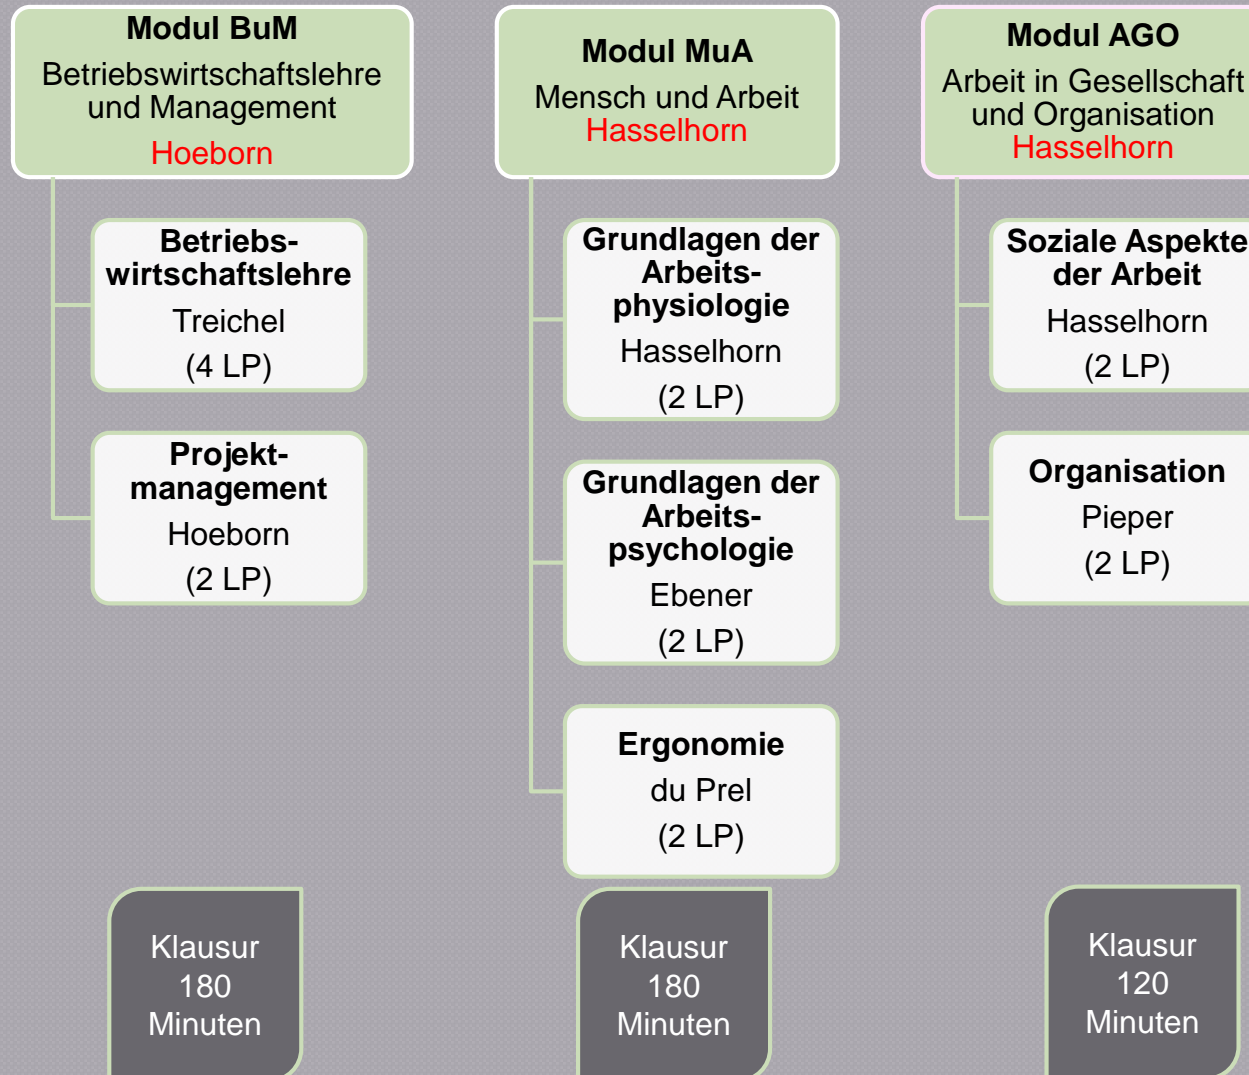 Modul BuM
Betriebswirtschaftslehre
und Management
Hoeborn
Betriebs-
wirtschaftslehre
Treichel
(4 LP)
Projekt-
management
Hoeborn
(2 LP)
Klausur
180
Minuten
Modul MuA
Mensch und Arbeit
Hasselhorn
Grundlagen der
Arbeits-
physiologie
Hasselhorn
(2 LP)
Grundlagen der
Arbeits-
psychologie
Ebener
(2 LP)
Ergonomie
du Prel
(2 LP)
Klausur
180
Minuten
Modul AGO
Arbeit in Gesellschaft
und Organisation
Hasselhorn
Soziale Aspekte
der Arbeit
Hasselhorn
(2 LP)
Organisation
Pieper
(2 LP)
Klausur
120
Minuten